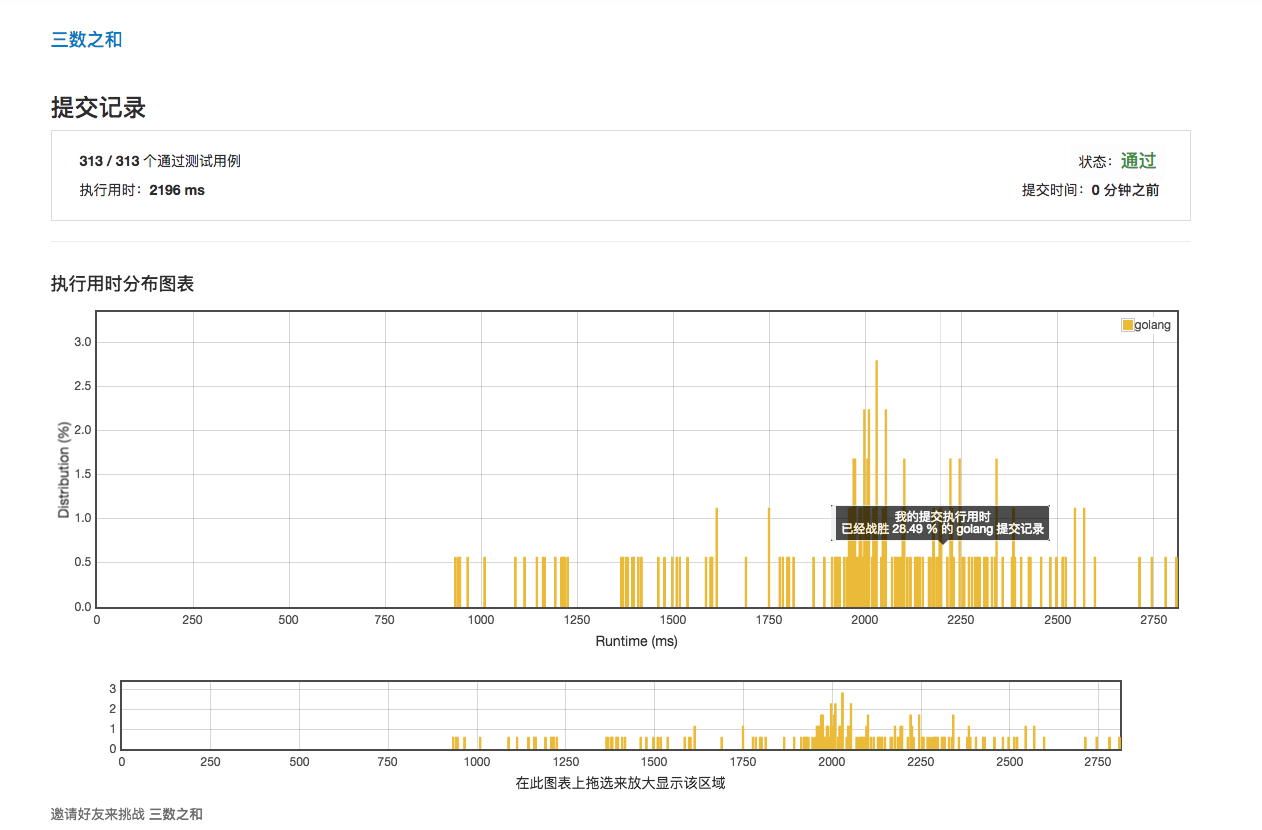 三数之和
提交记录
313 / 313 个通过测试用例
状态：通过
执行用时：2196 ms
提交时间：0 分钟之前
执行用时分布图表
golang
3.0
2.5
2.0
1.5
1.0
0.5
0.0
Distribution (%)
我的提交执行用时
已经战胜 28.49 % 的 golang 提交记录
0 250 500 750 1000 1250 1500 1750 2000 2250 2500 2750
Runtime (ms)
3
2
1
0
0 250 500 750 1000 1250 1500 1750 2000 2250 2500 2750
在此图表上拖选来放大显示该区域
邀请好友来挑战 三数之和